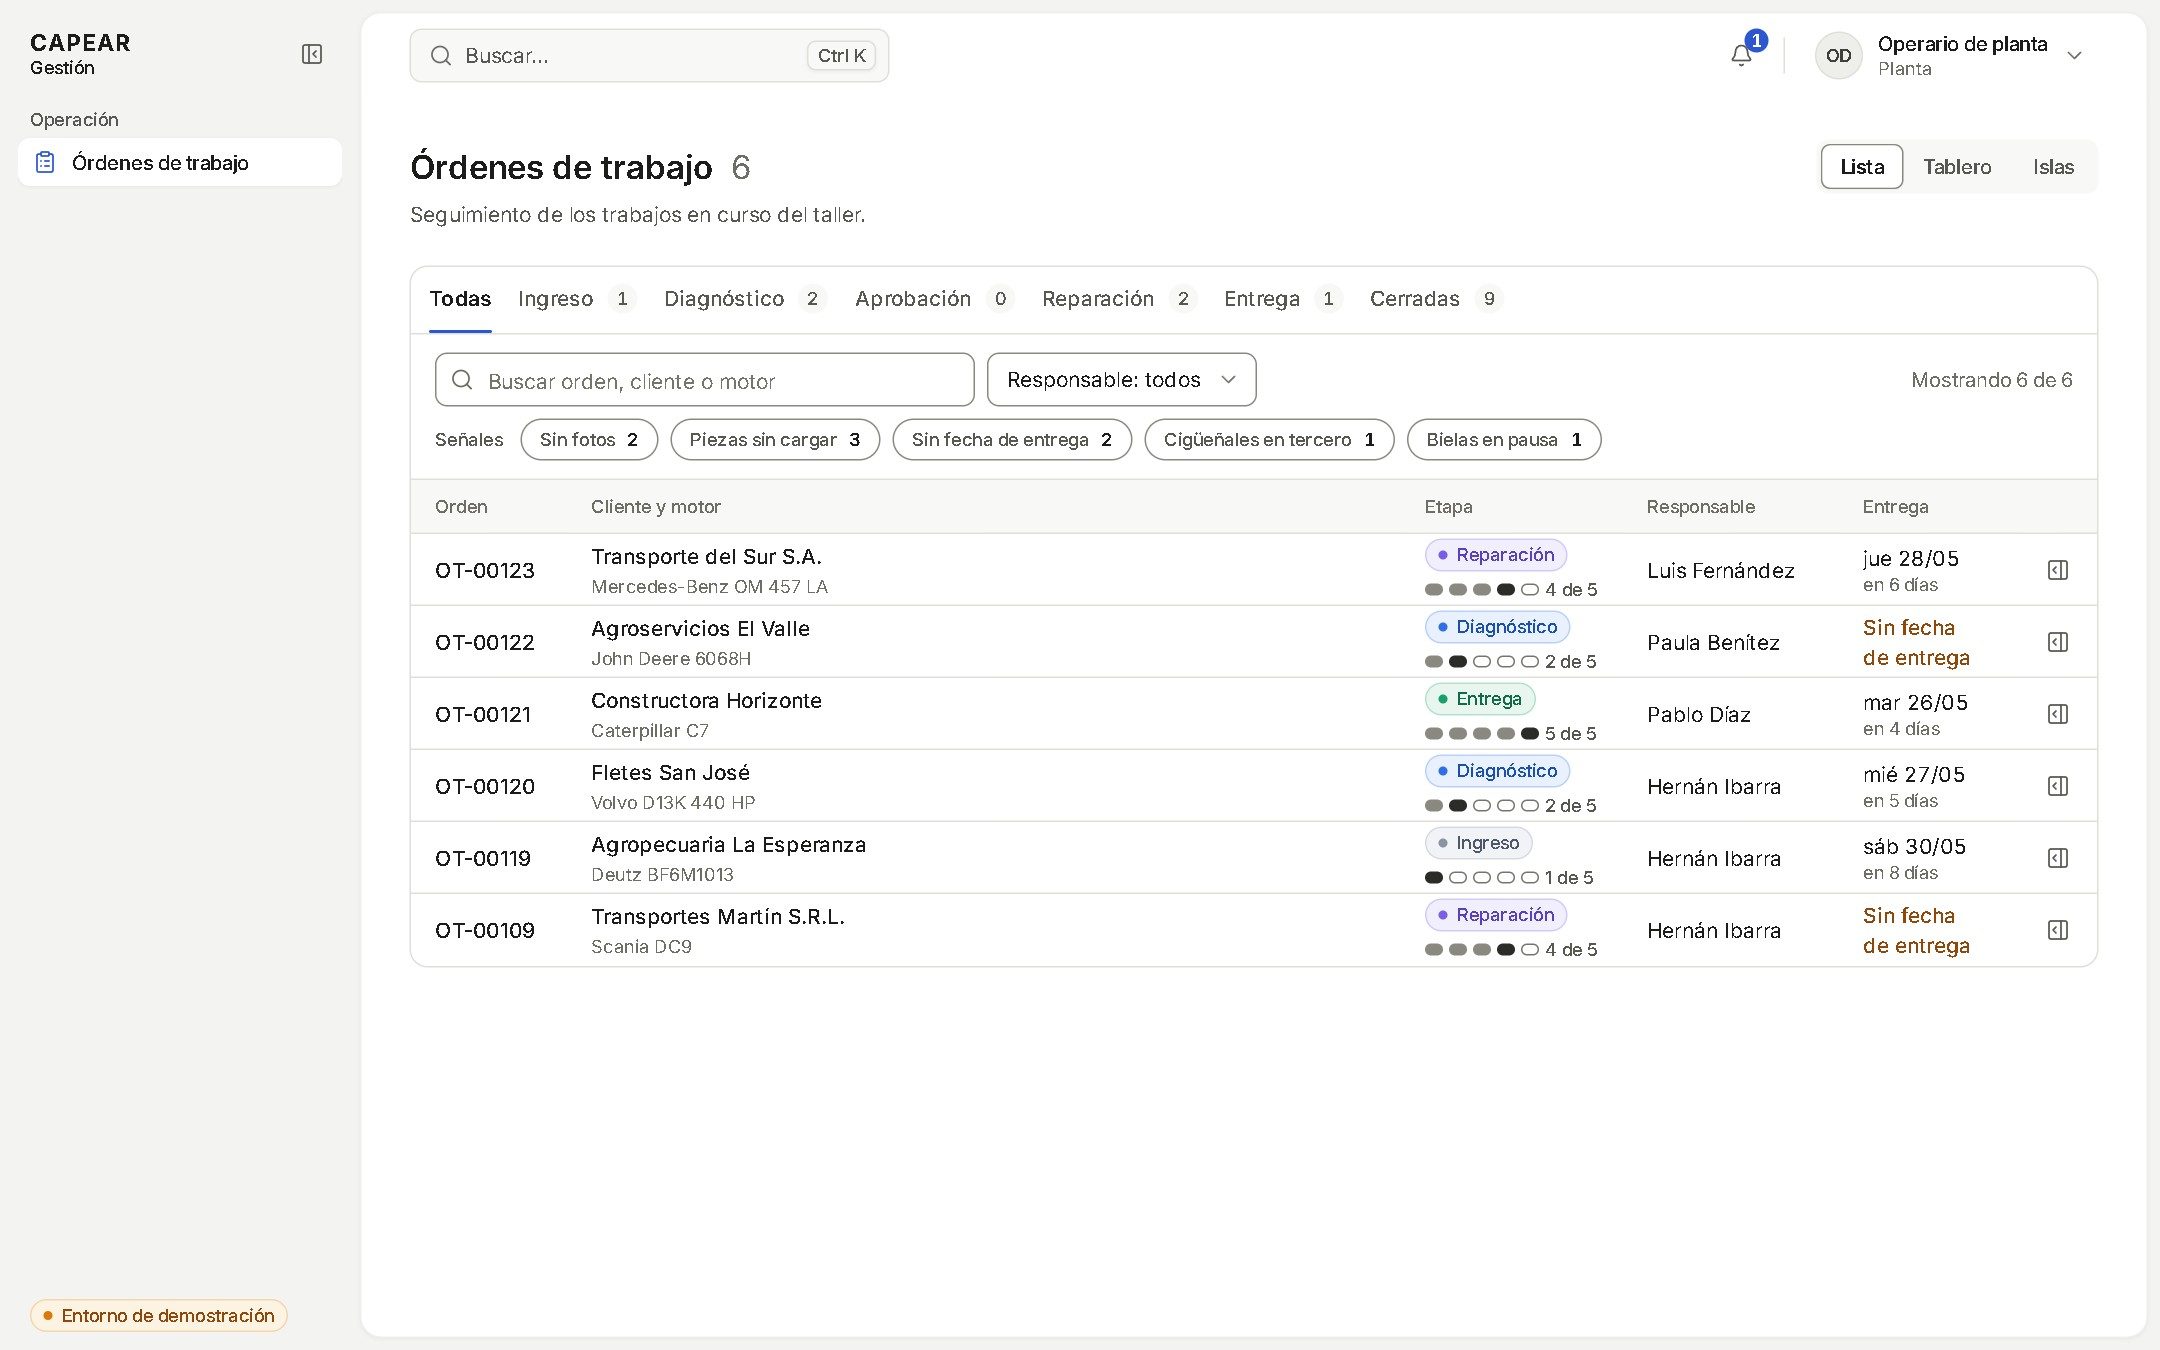 CAPEAR
Gestión
Operación
Órdenes de trabajo
Entorno de demostración
Buscar... Ctrl K
1
OD Operario de planta
Planta
Órdenes de trabajo 6
Seguimiento de los trabajos en curso del taller.
Lista Tablero Islas
Todas Ingreso 1 Diagnóstico 2 Aprobación 0 Reparación 2 Entrega 1 Cerradas 9
Buscar orden, cliente o motor Responsable: todos Mostrando 6 de 6
Señales Sin fotos 2 Piezas sin cargar 3 Sin fecha de entrega 2 Cigüeñales en tercero 1 Bielas en pausa 1
Orden Cliente y motor Etapa Responsable Entrega
OT-00123 Transporte del Sur S.A. Reparación Luis Fernández jue 28/05
Mercedes-Benz OM 457 LA 4 de 5 en 6 días
OT-00122 Agroservicios El Valle Diagnóstico Paula Benítez Sin fecha
John Deere 6068H 2 de 5 de entrega
OT-00121 Constructora Horizonte Entrega Pablo Díaz mar 26/05
Caterpillar C7 5 de 5 en 4 días
OT-00120 Fletes San José Diagnóstico Hernán Ibarra mié 27/05
Volvo D13K 440 HP 2 de 5 en 5 días
OT-00119 Agropecuaria La Esperanza Ingreso Hernán Ibarra sáb 30/05
Deutz BF6M1013 1 de 5 en 8 días
OT-00109 Transportes Martín S.R.L. Reparación Hernán Ibarra Sin fecha
Scania DC9 4 de 5 de entrega